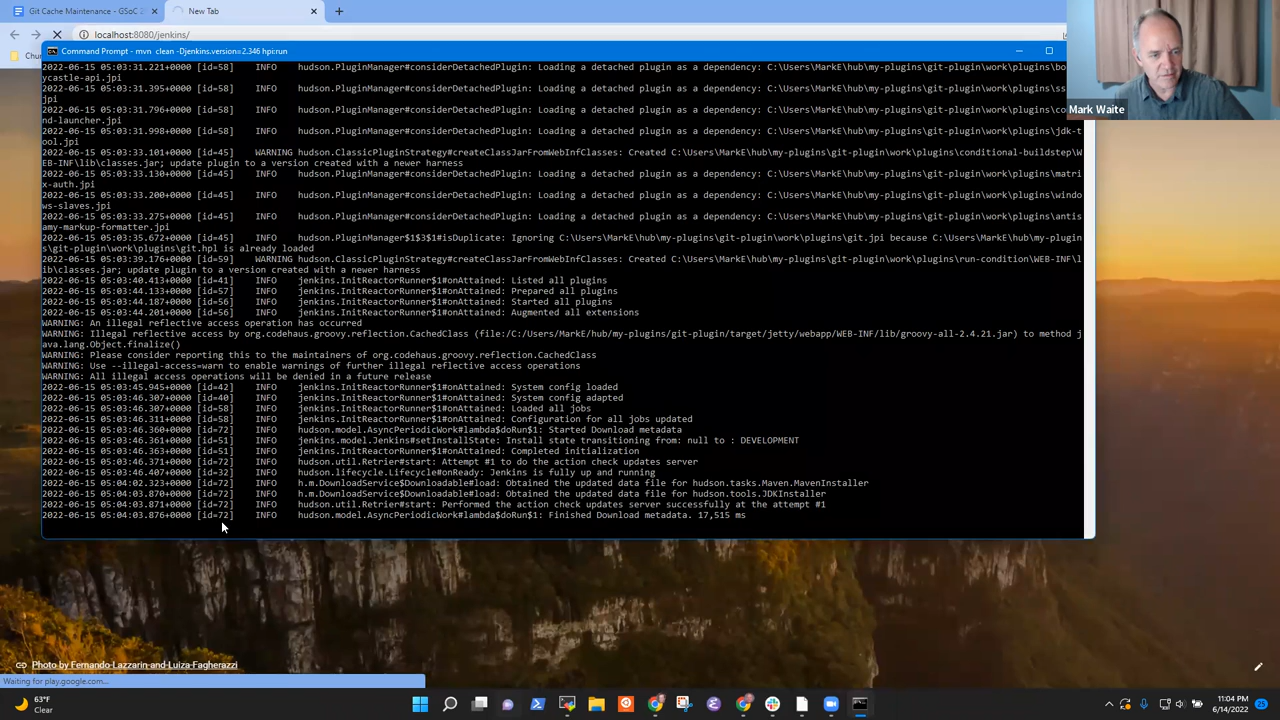 Git Cache Maintenance - GSoC 2
New Tab
localhost:8080/jenkins/
Command Prompt - mvn clean -Djenkins.version=2.346 hpi:run
Mark Waite
2022-06-15 05:03:31.221+0000 [id=58] INFO hudson.PluginManager#considerDetachedPlugin: Loading a detached plugin as a dependency: C:\Users\MarkE\hub\my-plugins\git-plugin\work\plugins\bo
ycastle-api.jpi
2022-06-15 05:03:31.395+0000 [id=58] INFO hudson.PluginManager#considerDetachedPlugin: Loading a detached plugin as a dependency: C:\Users\MarkE\hub\my-plugins\git-plugin\work\plugins\ss
jpi
2022-06-15 05:03:31.796+0000 [id=58] INFO hudson.PluginManager#considerDetachedPlugin: Loading a detached plugin as a dependency: C:\Users\MarkE\hub\my-plugins\git-plugin\work\plugins\co
nd-launcher.jpi
2022-06-15 05:03:31.998+0000 [id=58] INFO hudson.PluginManager#considerDetachedPlugin: Loading a detached plugin as a dependency: C:\Users\MarkE\hub\my-plugins\git-plugin\work\plugins\jdk-t
ool.jpi
2022-06-15 05:03:33.101+0000 [id=45] WARNING hudson.ClassicPluginStrategy#createClassJarFromWebInfClasses: Created C:\Users\MarkE\hub\my-plugins\git-plugin\work\plugins\conditional-buildstep\W
EB-INF\lib\classes.jar; update plugin to a version created with a newer harness
2022-06-15 05:03:33.130+0000 [id=45] INFO hudson.PluginManager#considerDetachedPlugin: Loading a detached plugin as a dependency: C:\Users\MarkE\hub\my-plugins\git-plugin\work\plugins\matri
x-auth.jpi
2022-06-15 05:03:33.200+0000 [id=45] INFO hudson.PluginManager#considerDetachedPlugin: Loading a detached plugin as a dependency: C:\Users\MarkE\hub\my-plugins\git-plugin\work\plugins\windo
ws-slaves.jpi
2022-06-15 05:03:33.275+0000 [id=45] INFO hudson.PluginManager#considerDetachedPlugin: Loading a detached plugin as a dependency: C:\Users\MarkE\hub\my-plugins\git-plugin\work\plugins\antis
amy-markup-formatter.jpi
2022-06-15 05:03:35.672+0000 [id=45] INFO hudson.PluginManager$1$3$1#isDuplicate: Ignoring C:\Users\MarkE\hub\my-plugins\git-plugin\work\plugins\git.jpi because C:\Users\MarkE\hub\my-plugin
s\git-plugin\work\plugins\git.hpl is already loaded
2022-06-15 05:03:39.176+0000 [id=59] WARNING hudson.ClassicPluginStrategy#createClassJarFromWebInfClasses: Created C:\Users\MarkE\hub\my-plugins\git-plugin\work\plugins\run-condition\WEB-INF\l
ib\classes.jar; update plugin to a version created with a newer harness
2022-06-15 05:03:40.413+0000 [id=41] INFO jenkins.InitReactorRunner$1#onAttained: Listed all plugins
2022-06-15 05:03:44.133+0000 [id=57] INFO jenkins.InitReactorRunner$1#onAttained: Prepared all plugins
2022-06-15 05:03:44.187+0000 [id=56] INFO jenkins.InitReactorRunner$1#onAttained: Started all plugins
2022-06-15 05:03:44.201+0000 [id=56] INFO jenkins.InitReactorRunner$1#onAttained: Augmented all extensions
WARNING: An illegal reflective access operation has occurred
WARNING: Illegal reflective access by org.codehaus.groovy.reflection.CachedClass (file:/C:/Users/MarkE/hub/my-plugins/git-plugin/target/jetty/webapp/WEB-INF/lib/groovy-all-2.4.21.jar) to method j
ava.lang.Object.finalize()
WARNING: Please consider reporting this to the maintainers of org.codehaus.groovy.reflection.CachedClass
WARNING: Use --illegal-access=warn to enable warnings of further illegal reflective access operations
WARNING: All illegal access operations will be denied in a future release
2022-06-15 05:03:45.945+0000 [id=42] INFO jenkins.InitReactorRunner$1#onAttained: System config loaded
2022-06-15 05:03:46.307+0000 [id=40] INFO jenkins.InitReactorRunner$1#onAttained: System config adapted
2022-06-15 05:03:46.307+0000 [id=58] INFO jenkins.InitReactorRunner$1#onAttained: Loaded all jobs
2022-06-15 05:03:46.311+0000 [id=58] INFO jenkins.InitReactorRunner$1#onAttained: Configuration for all jobs updated
2022-06-15 05:03:46.360+0000 [id=72] INFO hudson.model.AsyncPeriodicWork#lambda$doRun$1: Started Download metadata
2022-06-15 05:03:46.361+0000 [id=51] INFO jenkins.model.Jenkins#setInstallState: Install state transitioning from: null to : DEVELOPMENT
2022-06-15 05:03:46.363+0000 [id=51] INFO jenkins.InitReactorRunner$1#onAttained: Completed initialization
2022-06-15 05:03:46.371+0000 [id=72] INFO hudson.util.Retrier#start: Attempt #1 to do the action check updates server
2022-06-15 05:03:46.407+0000 [id=32] INFO hudson.lifecycle.Lifecycle#onReady: Jenkins is fully up and running
2022-06-15 05:04:02.323+0000 [id=72] INFO h.m.DownloadService$Downloadable#load: Obtained the updated data file for hudson.tasks.Maven.MavenInstaller
2022-06-15 05:04:03.870+0000 [id=72] INFO h.m.DownloadService$Downloadable#load: Obtained the updated data file for hudson.tools.JDKInstaller
2022-06-15 05:04:03.871+0000 [id=72] INFO hudson.util.Retrier#start: Performed the action check updates server successfully at the attempt #1
2022-06-15 05:04:03.876+0000 [id=72] INFO hudson.model.AsyncPeriodicWork#lambda$doRun$1: Finished Download metadata. 17,515 ms
Photo by Fernando Lazzarin and Luiza Fagherazzi
Waiting for play.google.com...
63°F
Clear
11:04 PM
6/14/2022